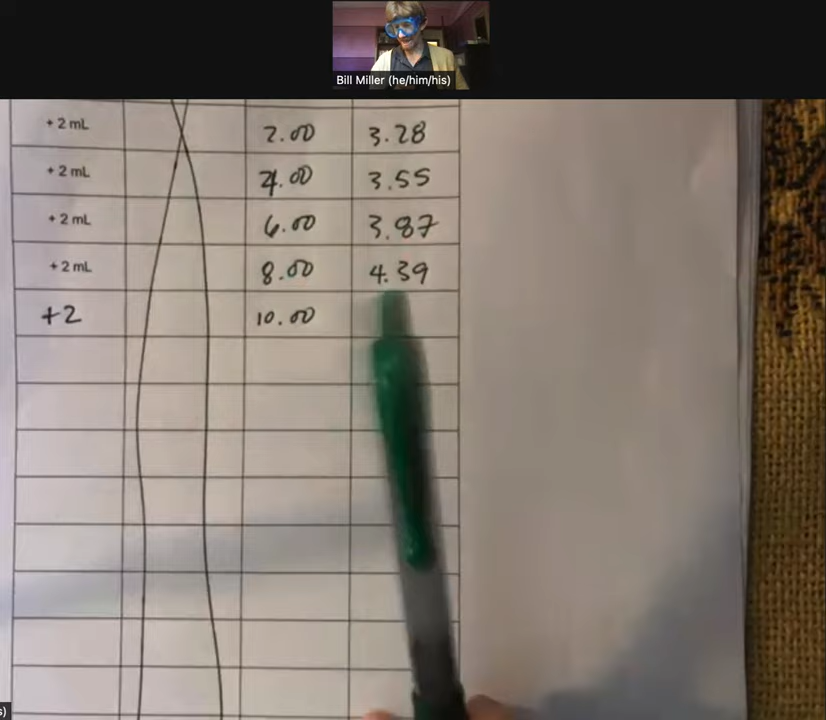 Bill Miller (he/him/his)
+ 2 mL 2.00 3.28
+ 2 mL 4.00 3.55
+ 2 mL 6.00 3.87
+ 2 mL 8.00 4.39
+2 10.00
s)